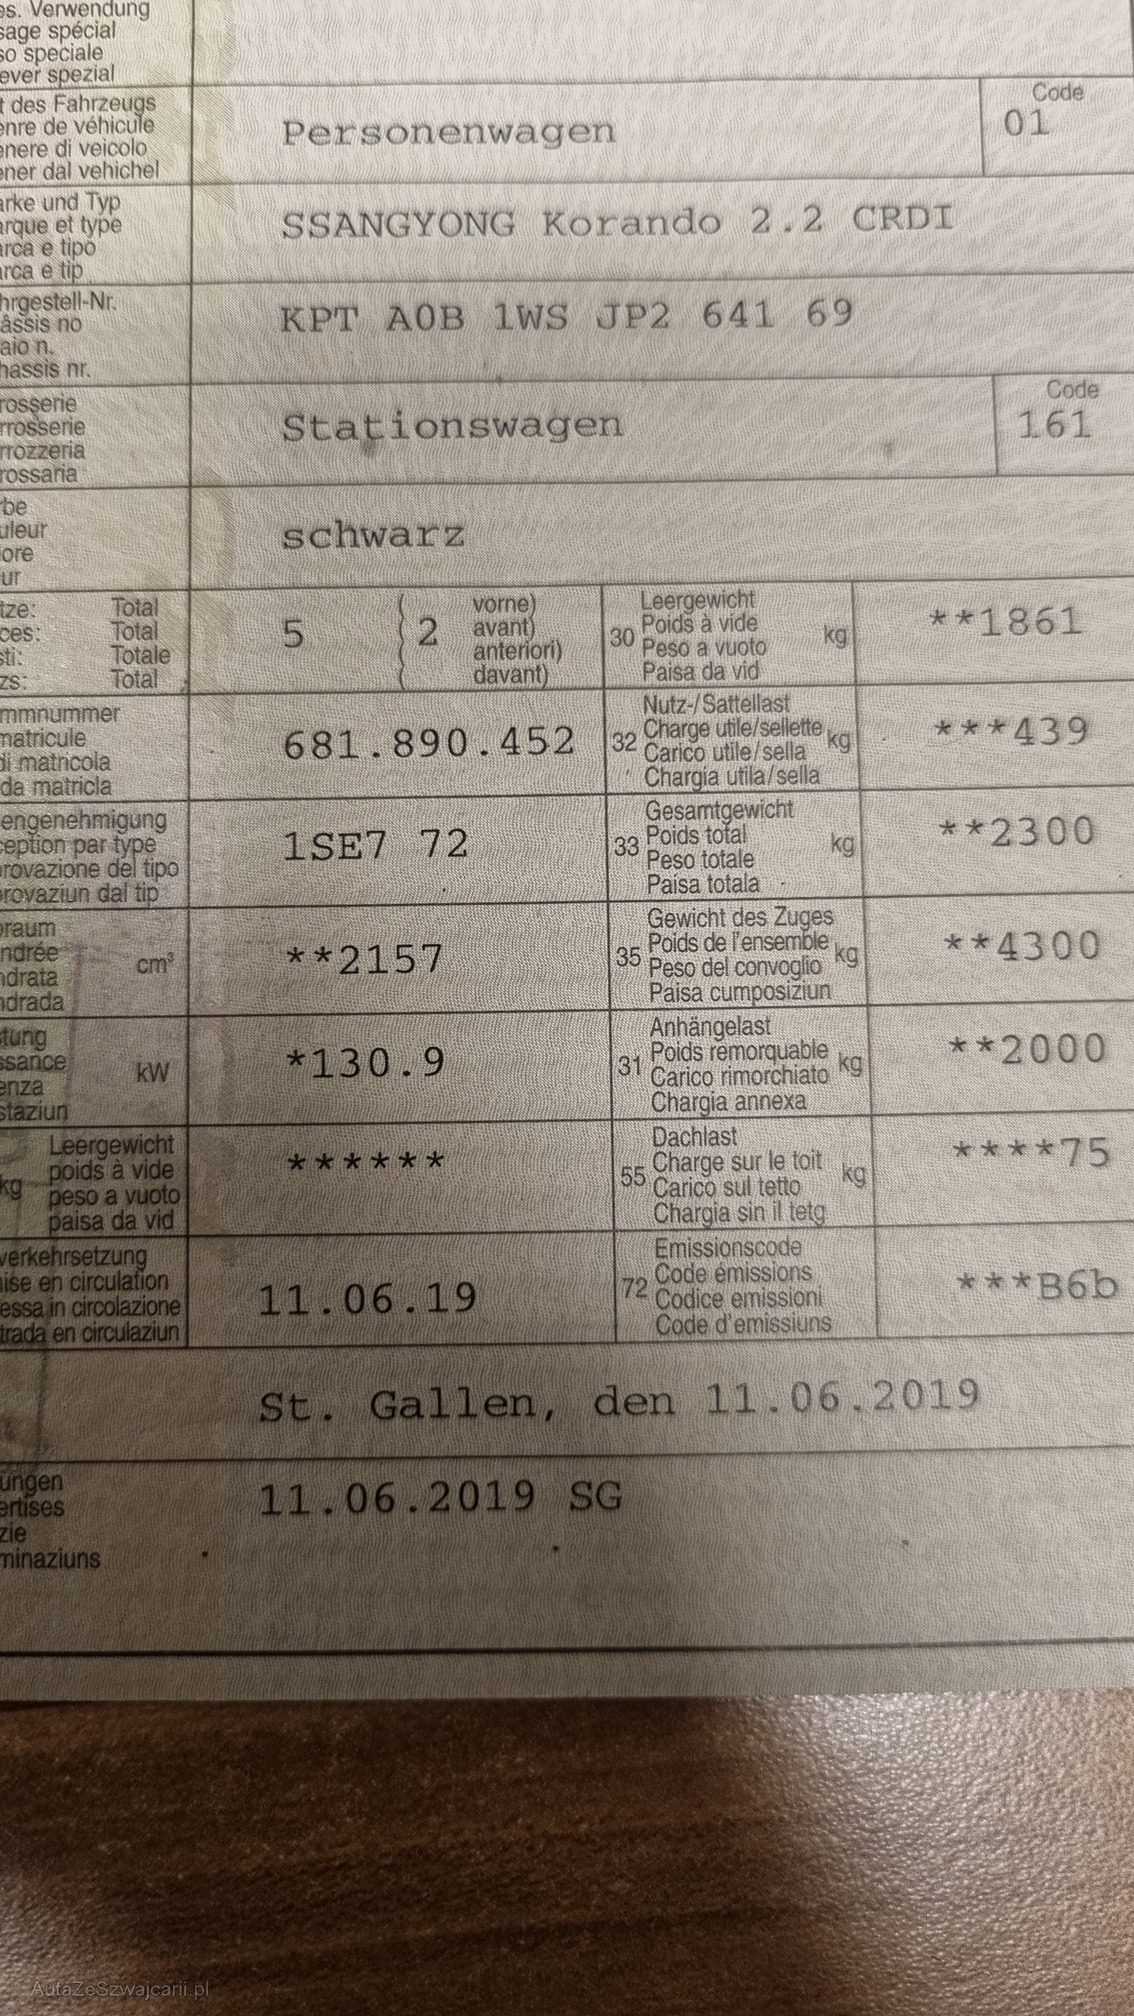 es. Verwendung
sage spécial
so speciale
ever spezial
t des Fahrzeugs
enre de véhicule
enere di veicolo
ener dal vehichel
Personenwagen
Code
01
arke und Typ
arque et type
arca e tipo
arca e tip
SSANGYONG Korando 2.2 CRDI
hrgestell-Nr.
âssis no
aio n.
hassis nr.
KPT A0B 1WS JP2 641 69
rosserie
rrosserie
rrozzeria
rossaria
Stationswagen
Code
161
be
uleur
ore
ur
schwarz
tze: Total
ces: Total
sti: Totale
zs: Total
5
2
vorne)
avant)
anteriori)
davant)
30
Leergewicht
Poids à vide
Peso a vuoto
Paisa da vid
kg
**1861
mmnummer
matricule
di matricola
da matricla
681.890.452
32
Nutz-/Sattellast
Charge utile/sellette
Carico utile/sella
Chargia utila/sella
kg
***439
engenehmigung
ception par type
rovazione del tipo
rovaziun dal tip
1SE7 72
33
Gesamtgewicht
Poids total
Peso totale
Paisa totala
kg
**2300
raum
ndrée
ndrata
ndrada
cm³
**2157
35
Gewicht des Zuges
Poids de l'ensemble
Peso del convoglio
Paisa cumposiziun
kg
**4300
tung
ssance
enza
staziun
kW
*130.9
31
Anhängelast
Poids remorquable
Carico rimorchiato
Chargia annexa
kg
**2000
kg
Leergewicht
poids à vide
peso a vuoto
paisa da vid
******
55
Dachlast
Charge sur le toit
Carico sul tetto
Chargia sin il tetg
kg
****75
verkehrsetzung
ise en circulation
essa in circolazione
trada en circulaziun
11.06.19
72
Emissionscode
Code émissions
Codice emissioni
Code d'emissiuns
***B6b
St. Gallen, den 11.06.2019
ungen
ertises
zie
minaziuns
11.06.2019 SG
AutaZeSzwajcarii.pl